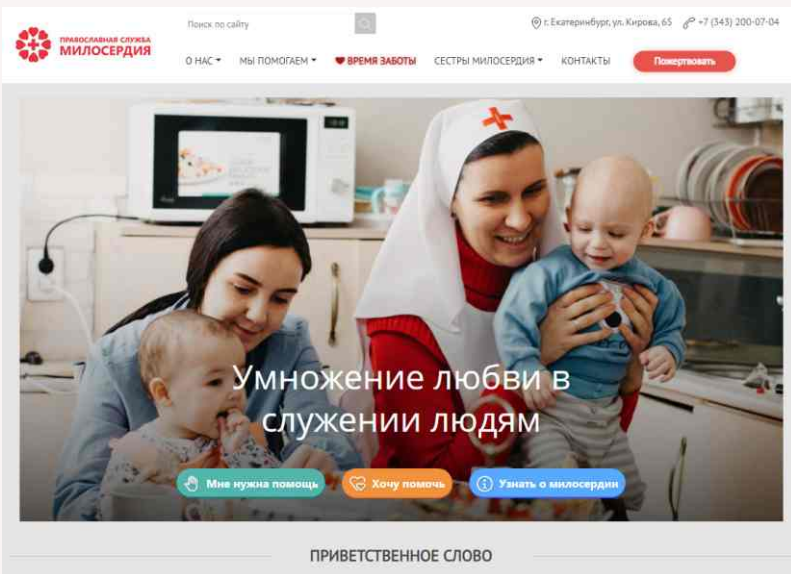 ПРАВОСЛАВНАЯ СЛУЖБА
МИЛОСЕРДИЯ
Поиск по сайту
г. Екатеринбург, ул. Кирова, 65
+7 (343) 200-07-04
О НАС
МЫ ПОМОГАЕМ
ВРЕМЯ ЗАБОТЫ
СЕСТРЫ МИЛОСЕРДИЯ
КОНТАКТЫ
Пожертвовать
Умножение любви в
служении людям
Мне нужна помощь
Хочу помочь
Узнать о милосердии
ПРИВЕТСТВЕННОЕ СЛОВО